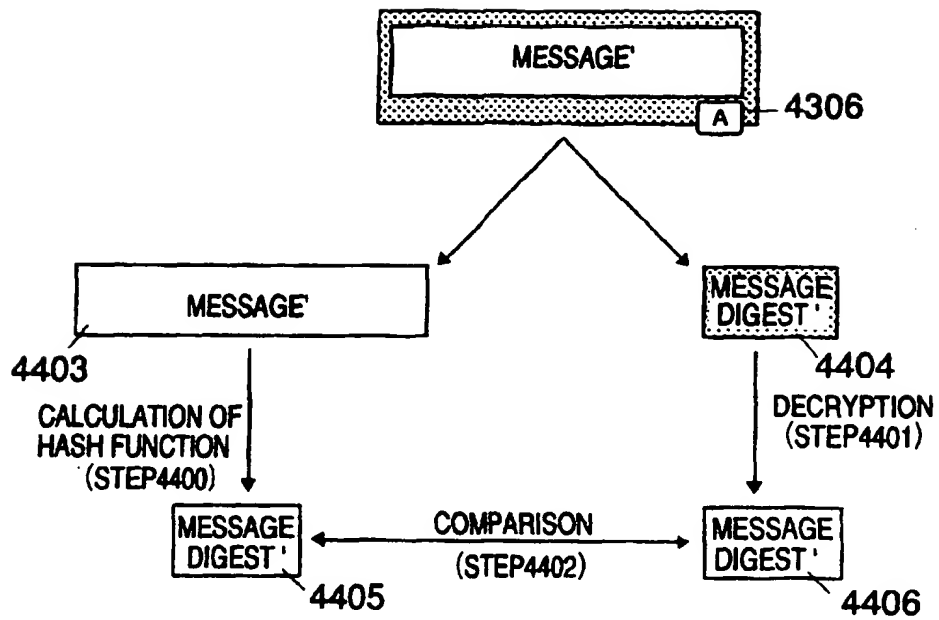 MESSAGE'
A
4306
MESSAGE'
4403
MESSAGE
DIGEST'
4404
CALCULATION OF
HASH FUNCTION
(STEP4400)
DECRYPTION
(STEP4401)
MESSAGE
DIGEST'
4405
COMPARISON
(STEP4402)
MESSAGE
DIGEST'
4406